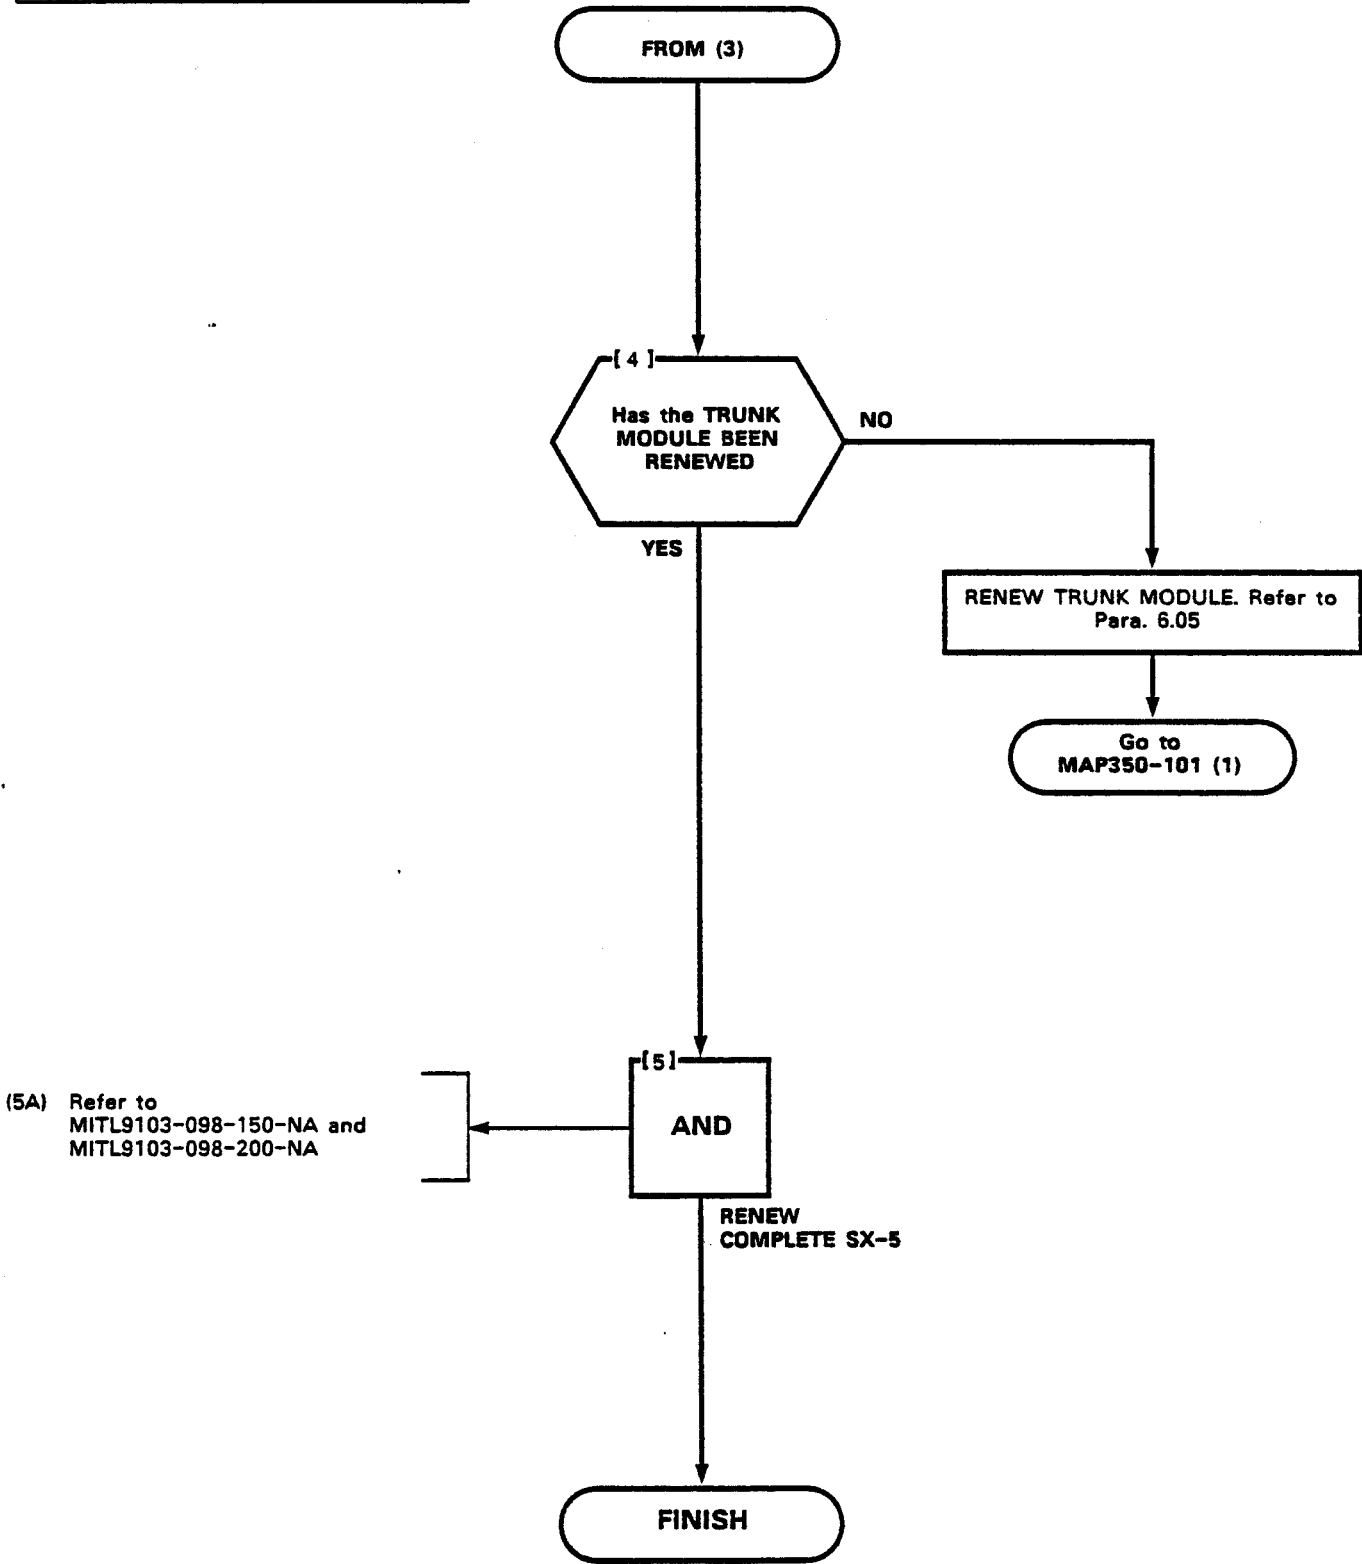 FROM (3)
[ 4 ]
Has the TRUNK
MODULE BEEN
RENEWED
NO
YES
RENEW TRUNK MODULE. Refer to
Para. 6.05
Go to
MAP350-101 (1)
[5]
(5A) Refer to
MITL9103-098-150-NA and
MITL9103-098-200-NA
AND
RENEW
COMPLETE SX-5
FINISH